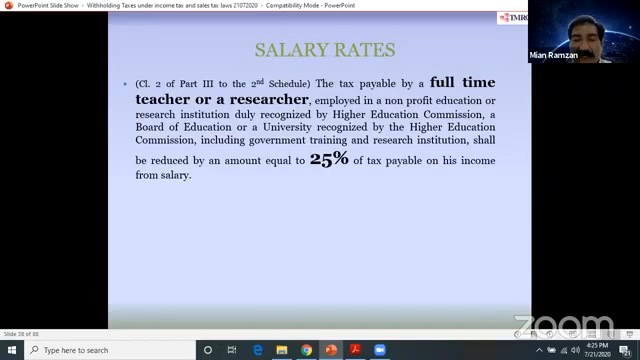 PowerPoint Slide Show - Withholding Taxes under income tax and sales tax laws 21072020 - Compatibility Mode - PowerPoint
TMRC
Mian Ramzan
SALARY RATES
• (Cl. 2 of Part III to the 2nd Schedule) The tax payable by a full time
teacher or a researcher, employed in a non profit education or
research institution duly recognized by Higher Education Commission, a
Board of Education or a University recognized by the Higher Education
Commission, including government training and research institution, shall
be reduced by an amount equal to 25% of tax payable on his income
from salary.
zoom
Slide 38 of 88
Type here to search
4:25 PM
7/21/2020